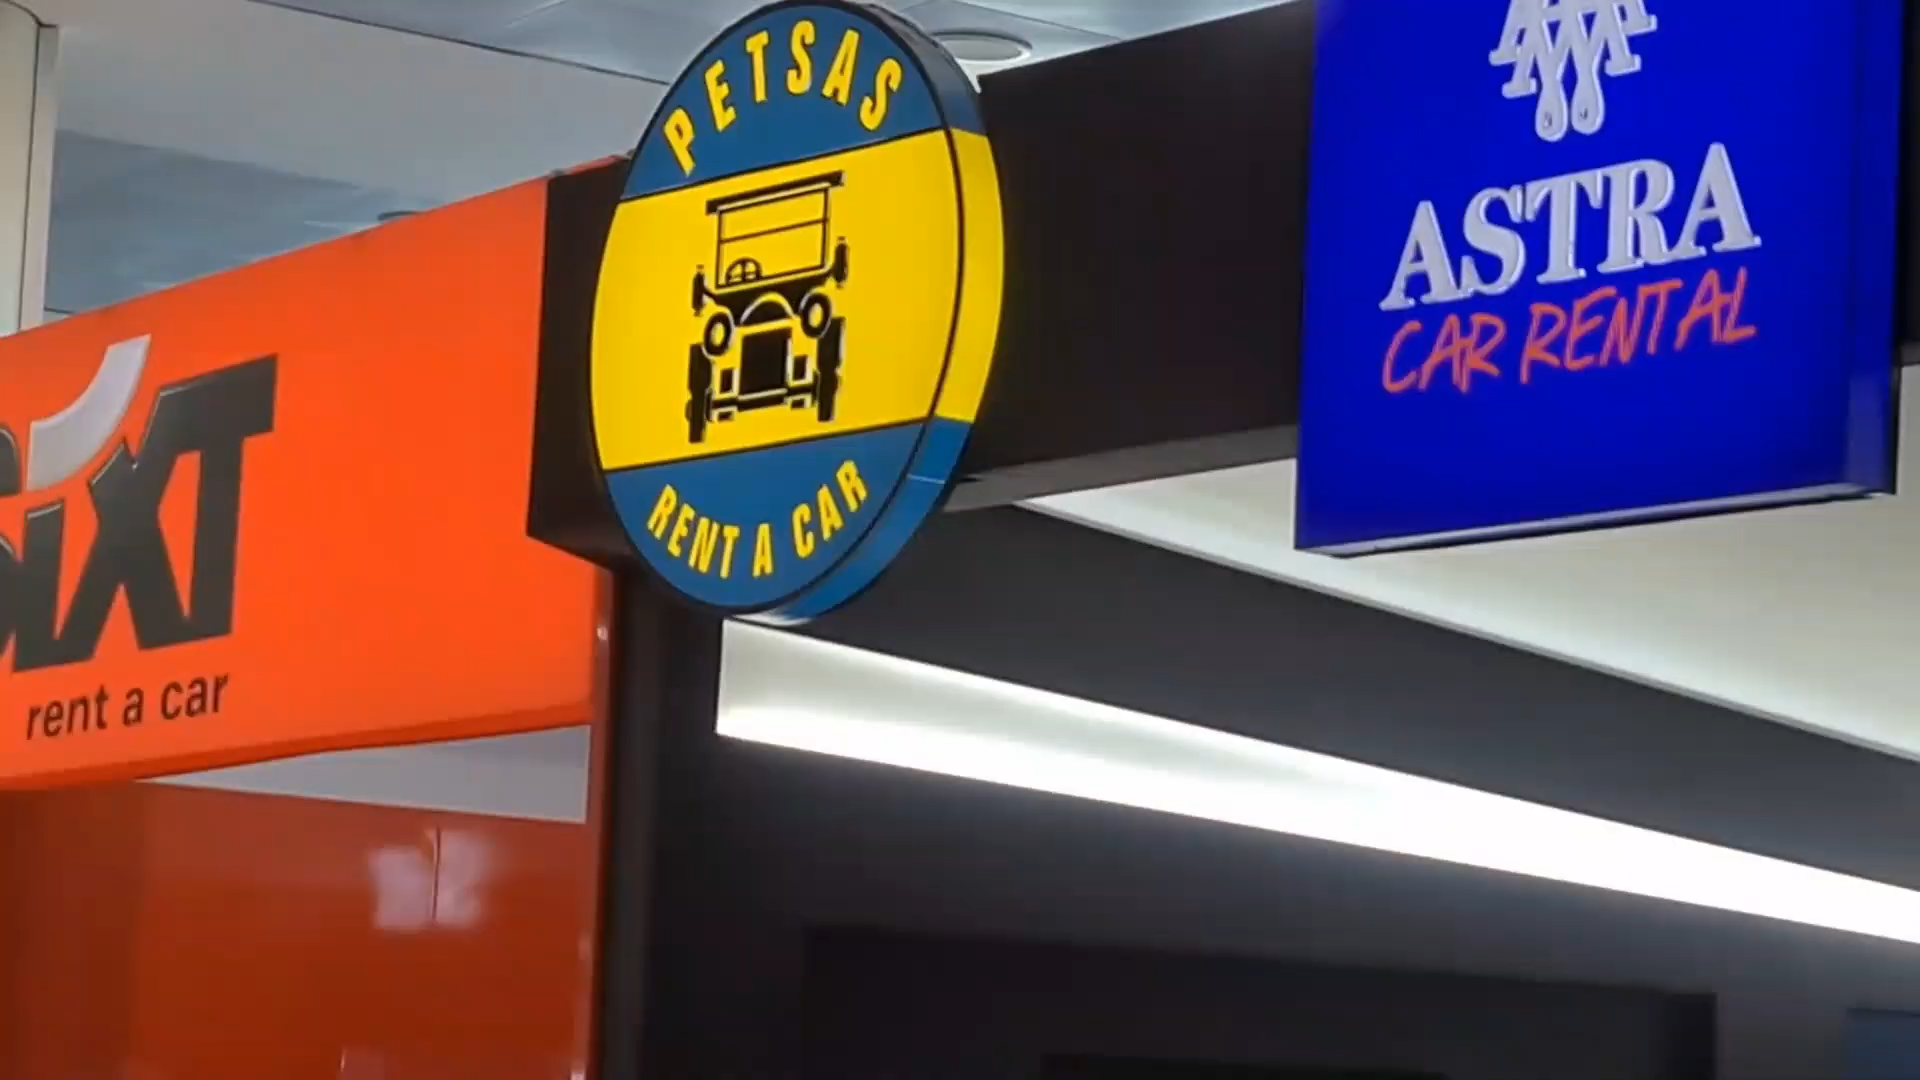 sixt
rent a car
PETSAS
RENT A CAR
ASTRA
CAR RENTAL